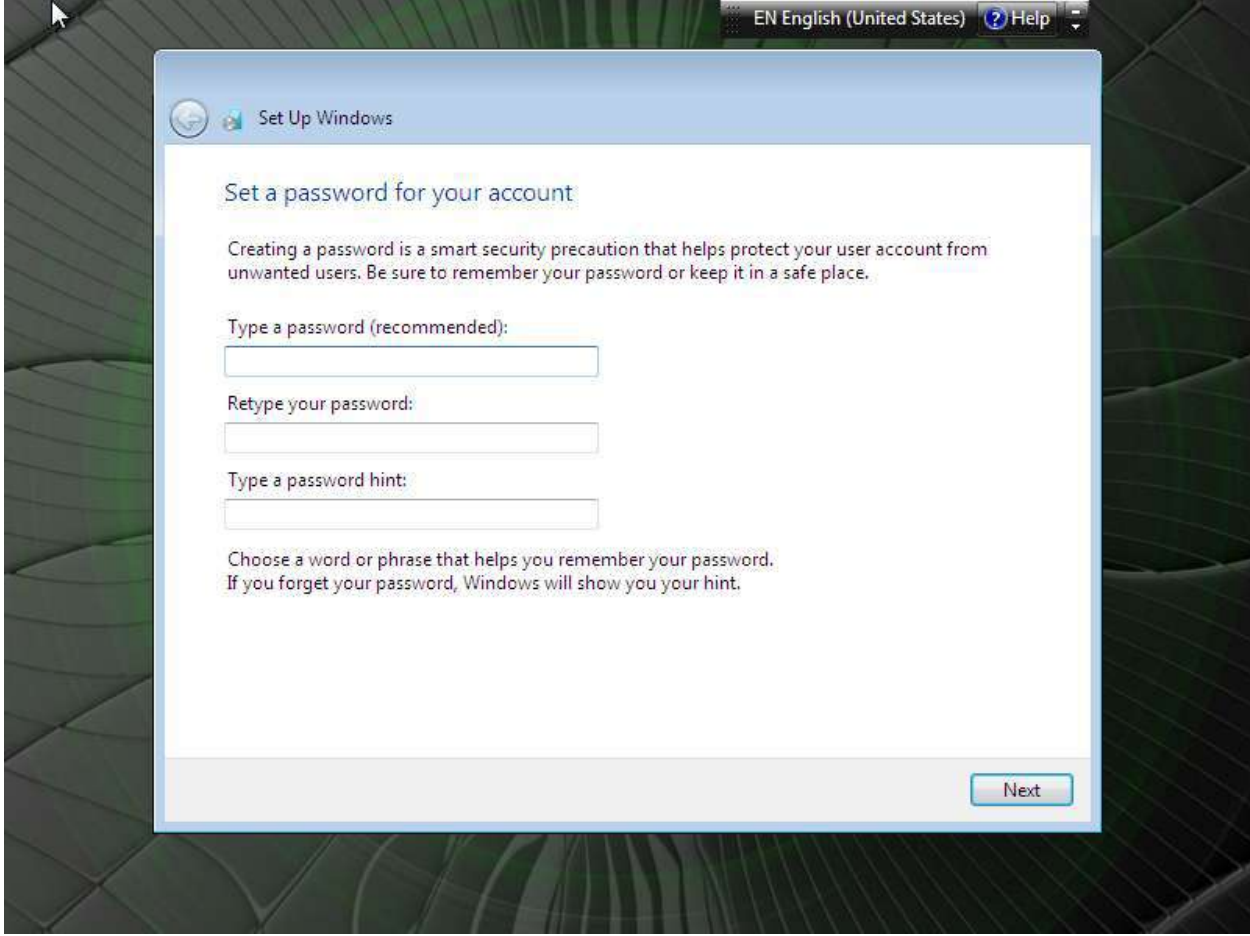 EN English (United States) ? Help
Set Up Windows
Set a password for your account
Creating a password is a smart security precaution that helps protect your user account from
unwanted users. Be sure to remember your password or keep it in a safe place.
Type a password (recommended):
Retype your password:
Type a password hint:
Choose a word or phrase that helps you remember your password.
If you forget your password, Windows will show you your hint.
Next